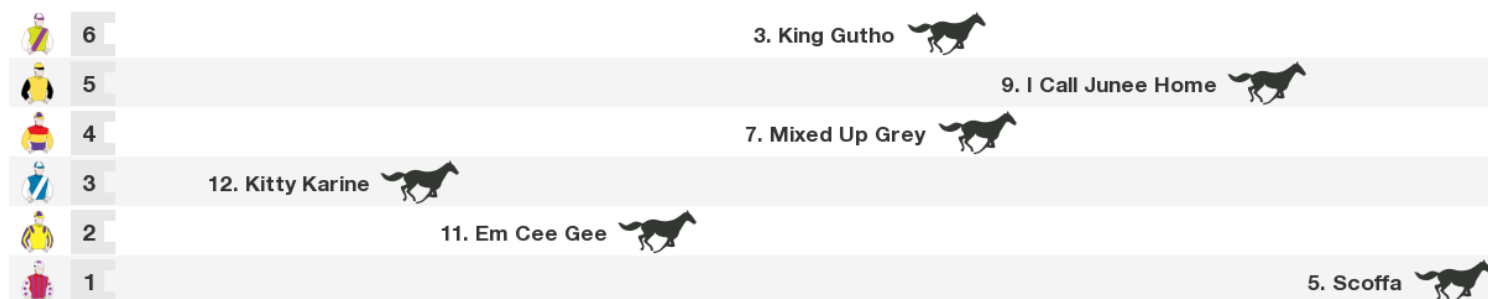 6 3. King Gutho
5 9. I Call Junee Home
4 7. Mixed Up Grey
3 12. Kitty Karine
2 11. Em Cee Gee
1 5. Scoffa